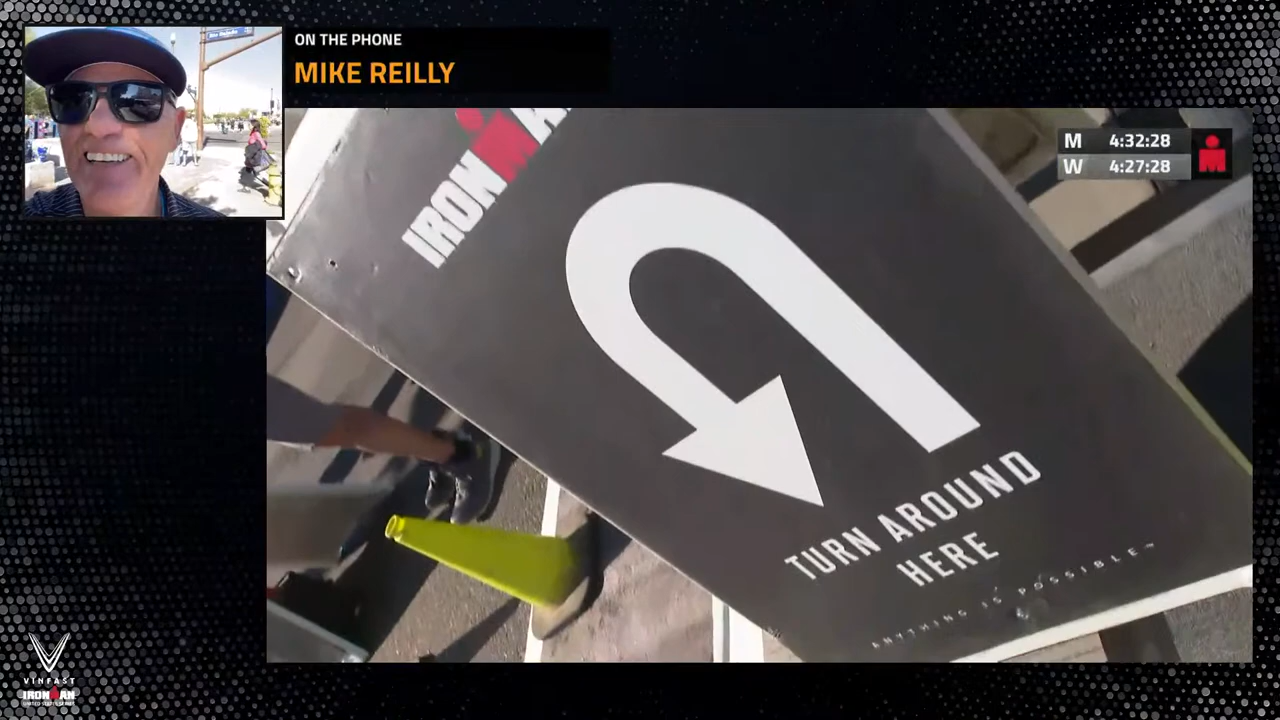 ON THE PHONE
MIKE REILLY
M 4:32:28
W 4:27:28
IRONMAN
TURN AROUND
HERE
ANYTHING IS POSSIBLE™
VINFAST
IRONMAN